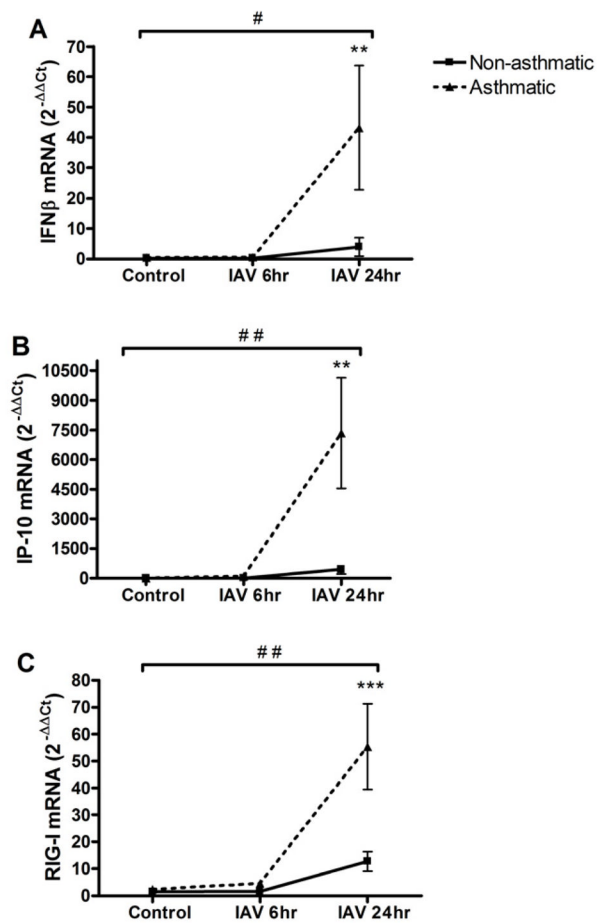 A
#
**
Non-asthmatic
Asthmatic
IFNβ mRNA (2^-ΔΔCt)
70
60
50
40
30
20
10
0
Control IAV 6hr IAV 24hr
B
# #
**
IP-10 mRNA (2^-ΔΔCt)
10500
9000
7500
6000
4500
3000
1500
0
Control IAV 6hr IAV 24hr
C
# #
***
RIG-I mRNA (2^-ΔΔCt)
80
70
60
50
40
30
20
10
0
Control IAV 6hr IAV 24hr